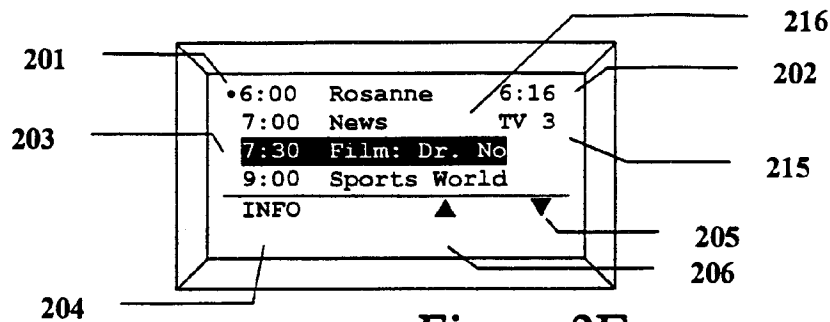 216
201
202
•6:00 Rosanne 6:16
7:00 News TV 3
203
7:30 Film: Dr. No
215
9:00 Sports World
INFO ▲ ▼
205
206
204